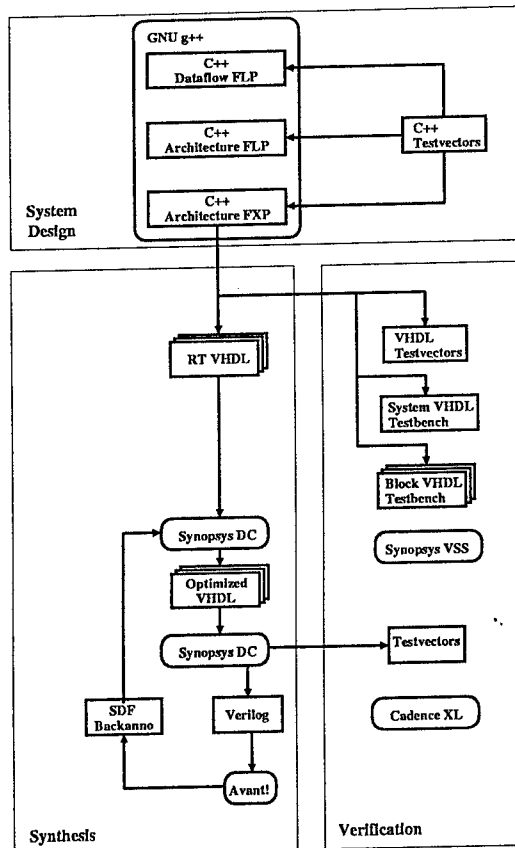 GNU g++
C++
Dataflow FLP
C++
Architecture FLP
C++
Testvectors
C++
Architecture FXP
System
Design
RT VHDL
VHDL
Testvectors
System VHDL
Testbench
Block VHDL
Testbench
Synopsys DC
Synopsys VSS
Optimized
VHDL
Synopsys DC
Testvectors
SDF
Backanno
Verilog
Cadence XL
Avant!
Synthesis
Verification